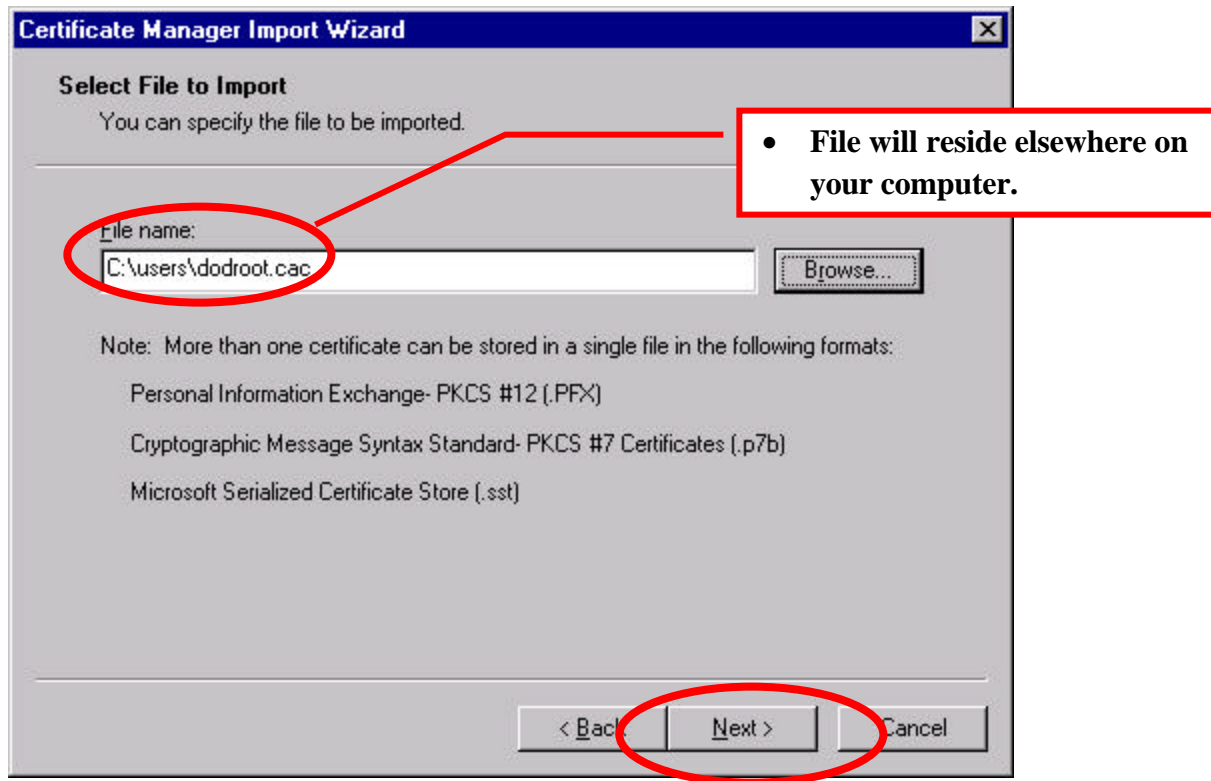 Certificate Manager Import Wizard
Select File to Import
You can specify the file to be imported.
• File will reside elsewhere on
your computer.
File name:
C:\users\dodroot.cac
Browse...
Note: More than one certificate can be stored in a single file in the following formats:
Personal Information Exchange- PKCS #12 (.PFX)
Cryptographic Message Syntax Standard- PKCS #7 Certificates (.p7b)
Microsoft Serialized Certificate Store (.sst)
< Back
Next >
Cancel